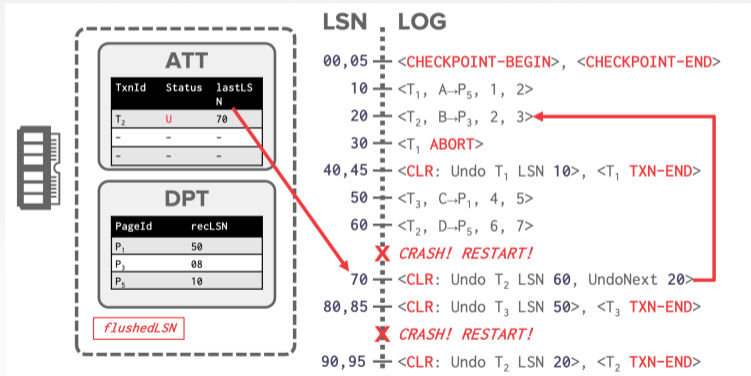 LSN LOG
ATT
TxnId Status lastLS
N
T₂ U 70
- - -
- - -
DPT
PageId recLSN
P₁ 50
P₃ 08
P₅ 10
flushedLSN
00,05 <CHECKPOINT-BEGIN>, <CHECKPOINT-END>
10 <T₁, A→P₅, 1, 2>
20 <T₂, B→P₃, 2, 3>
30 <T₁ ABORT>
40,45 <CLR: Undo T₁ LSN 10>, <T₁ TXN-END>
50 <T₃, C→P₁, 4, 5>
60 <T₂, D→P₅, 6, 7>
X CRASH! RESTART!
70 <CLR: Undo T₂ LSN 60, UndoNext 20>
80,85 <CLR: Undo T₃ LSN 50>, <T₃ TXN-END>
X CRASH! RESTART!
90,95 <CLR: Undo T₂ LSN 20>, <T₂ TXN-END>